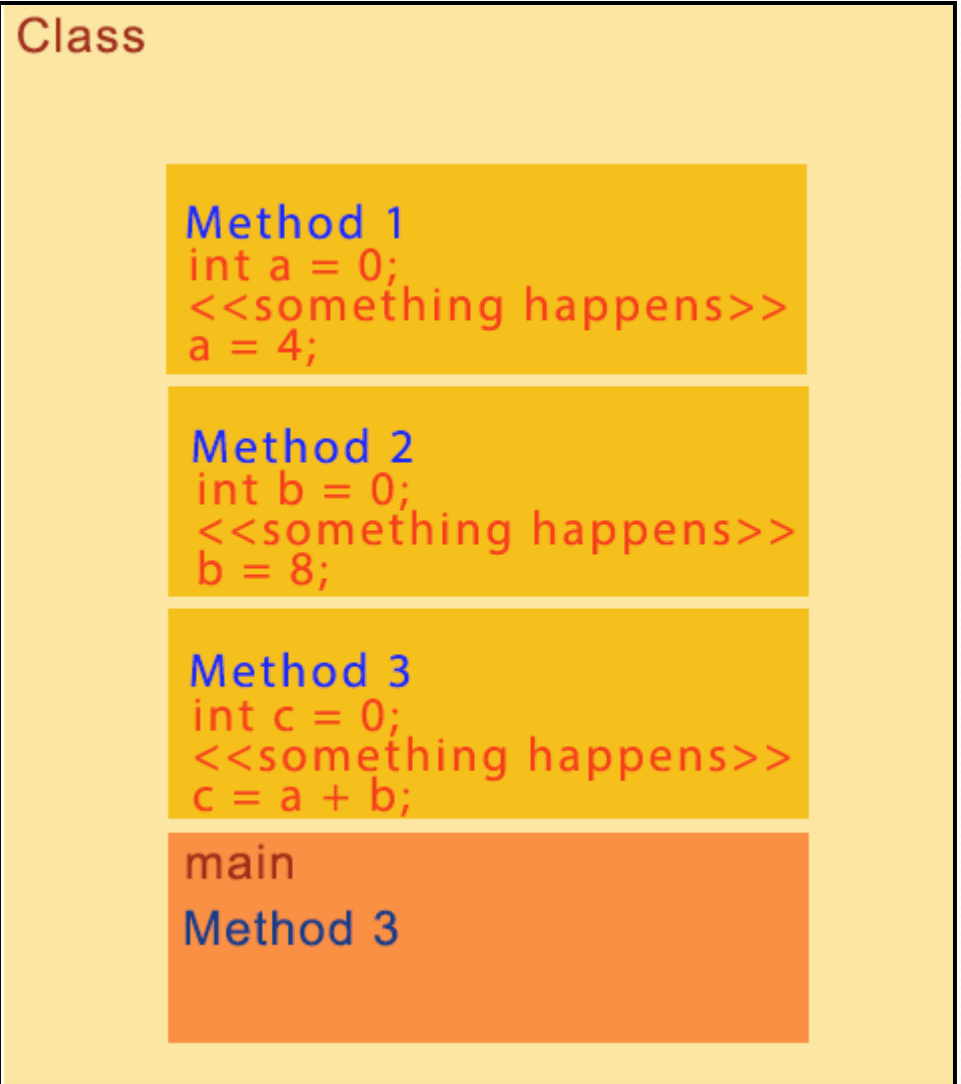 Class
Method 1
int a = 0;
<<something happens>>
a = 4;
Method 2
int b = 0;
<<something happens>>
b = 8;
Method 3
int c = 0;
<<something happens>>
c = a + b;
main
Method 3